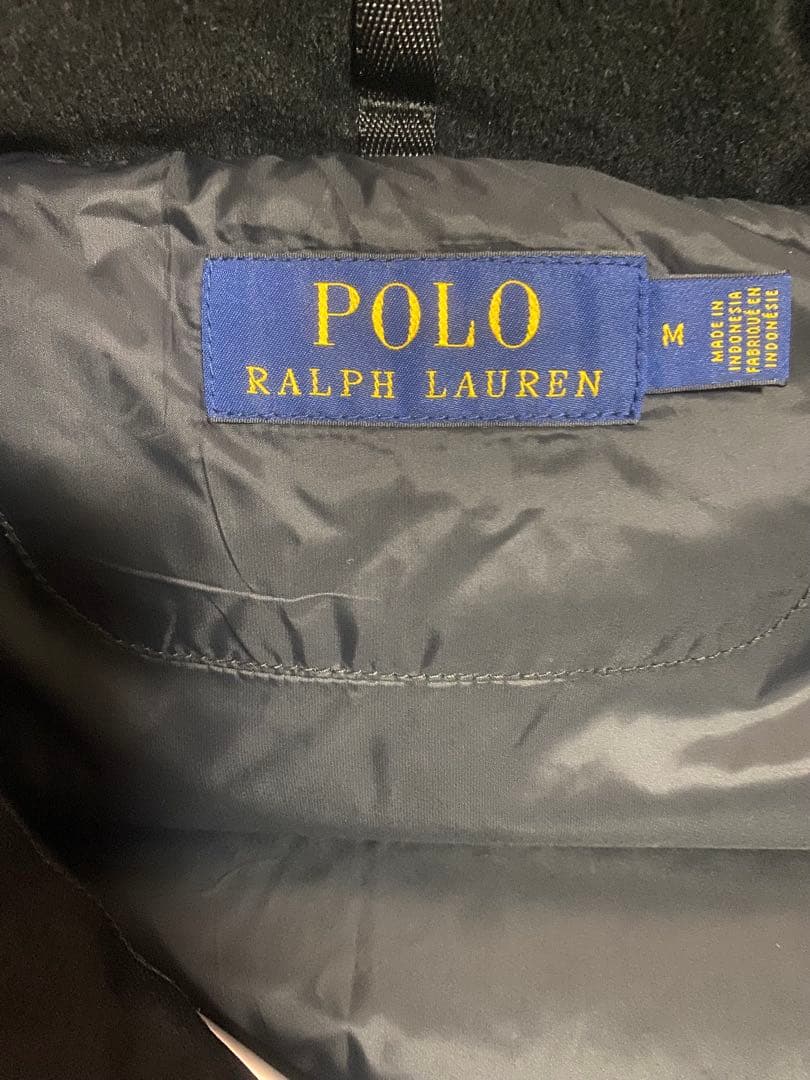 POLO
RALPH LAUREN
M
MADE IN
INDONESIA
FABRIQUÉ EN
INDONÉSIE